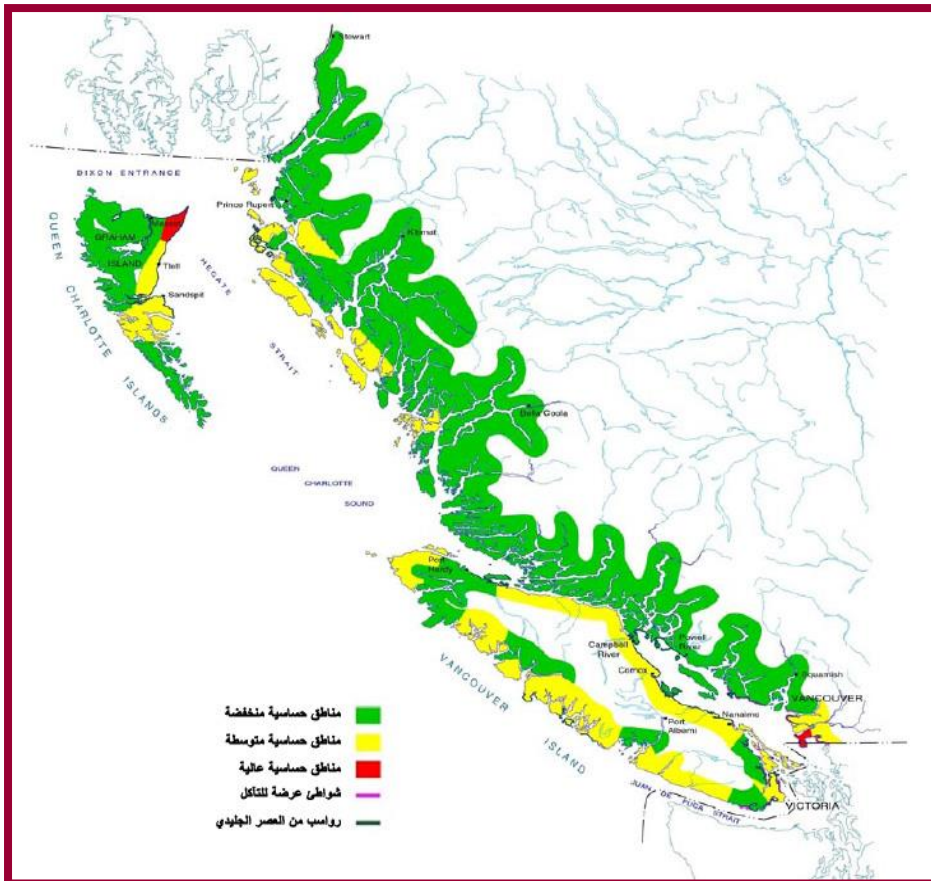 Stewart
DIXON ENTRANCE
Prince Rupert
Masset
QUEEN
CHARLOTTE
ISLANDS
GRAHAM
ISLAND
Tlell
Sandspit
HEGATE
STRAIT
Kitimat
Bella Coola
QUEEN
CHARLOTTE
SOUND
Port
Hardy
Campbell
River
Comox
Powell
River
Squamish
VANCOUVER
VANCOUVER
ISLAND
Nanaimo
Port
Alberni
JUAN DE FUCA STRAIT
VICTORIA
مناطق حساسية منخفضة
مناطق حساسية متوسطة
مناطق حساسية عالية
شواطئ عرضة للتآكل
رواسب من العصر الجليدي